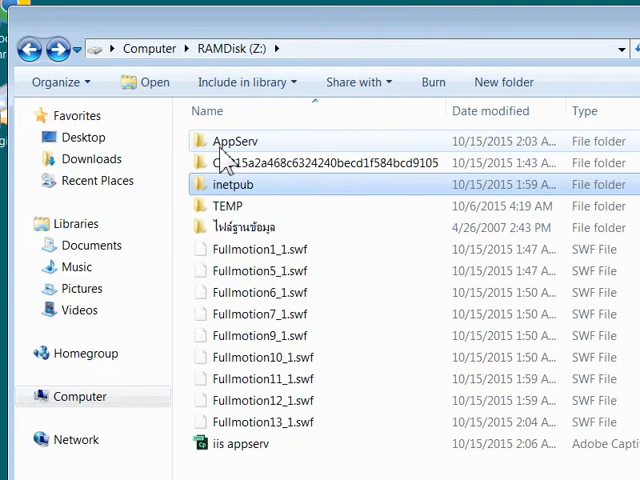 Computer ▸ RAMDisk (Z:) ▸
Organize Open Include in library Share with Burn New folder
Name Date modified Type
Favorites
Desktop
Downloads
Recent Places
Libraries
Documents
Music
Pictures
Videos
Homegroup
Computer
Network
AppServ 10/15/2015 2:03 A... File folder
15a2a468c6324240becd1f584bcd9105 10/15/2015 1:43 A... File folder
inetpub 10/15/2015 1:59 A... File folder
TEMP 10/6/2015 4:19 AM File folder
ไฟล์ฐานข้อมูล 4/26/2007 2:43 PM File folder
Fullmotion1_1.swf 10/15/2015 1:47 A... SWF File
Fullmotion5_1.swf 10/15/2015 1:47 A... SWF File
Fullmotion6_1.swf 10/15/2015 1:50 A... SWF File
Fullmotion7_1.swf 10/15/2015 1:50 A... SWF File
Fullmotion9_1.swf 10/15/2015 1:50 A... SWF File
Fullmotion10_1.swf 10/15/2015 1:50 A... SWF File
Fullmotion11_1.swf 10/15/2015 1:59 A... SWF File
Fullmotion12_1.swf 10/15/2015 1:59 A... SWF File
Fullmotion13_1.swf 10/15/2015 2:04 A... SWF File
iis appserv 10/15/2015 2:06 A... Adobe Capti